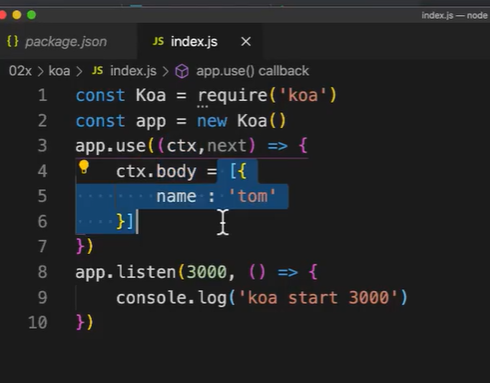 index.js — node
{} package.json
JS index.js ×
02x > koa > JS index.js > app.use() callback
1 const Koa = require('koa')
2 const app = new Koa()
3 app.use((ctx,next) => {
4 ctx.body = [{
5 name : 'tom'
6 }]
7 })
8 app.listen(3000, () => {
9 console.log('koa start 3000')
10 })